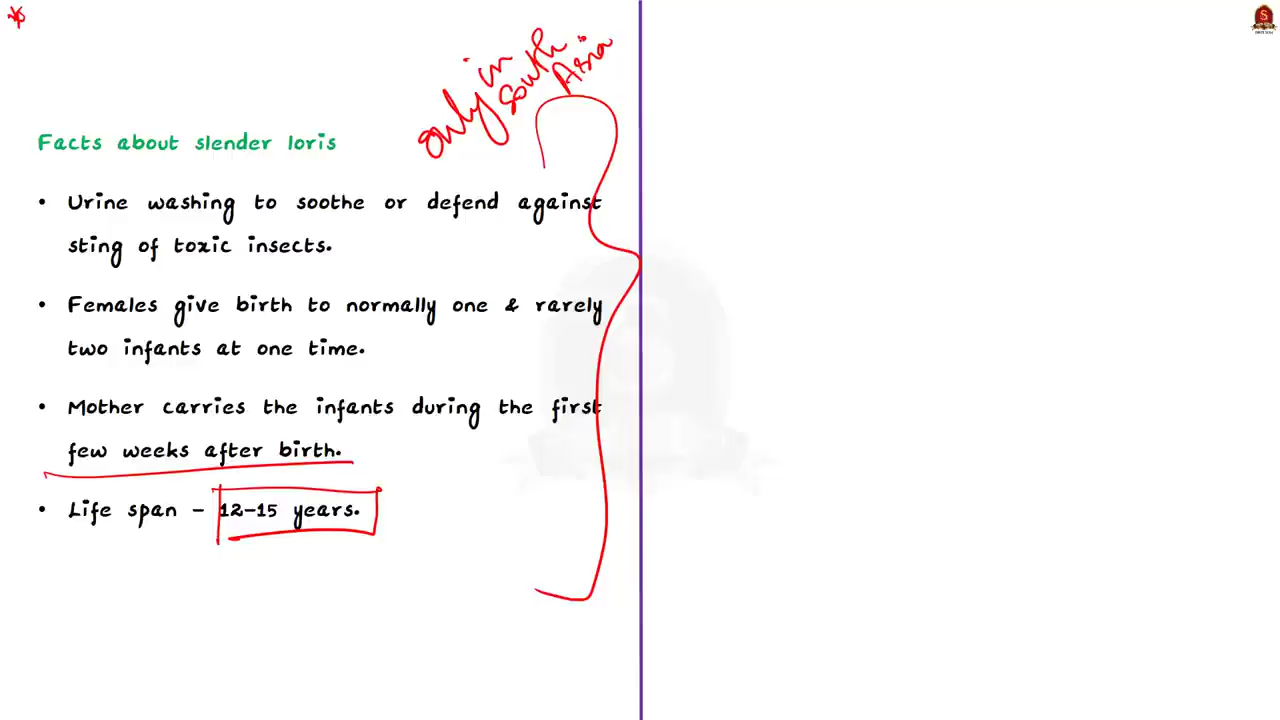 only in
South
Asia
Facts about slender loris
• Urine washing to soothe or defend against
sting of toxic insects.
• Females give birth to normally one & rarely
two infants at one time.
• Mother carries the infants during the first
few weeks after birth.
• Life span - 12-15 years.